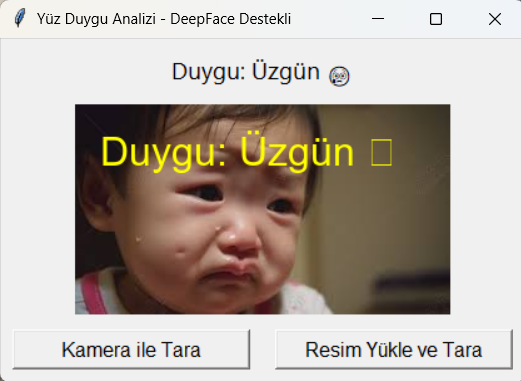 Yüz Duygu Analizi - DeepFace Destekli
Duygu: Üzgün 😢
Duygu: Üzgün □
Kamera ile Tara
Resim Yükle ve Tara